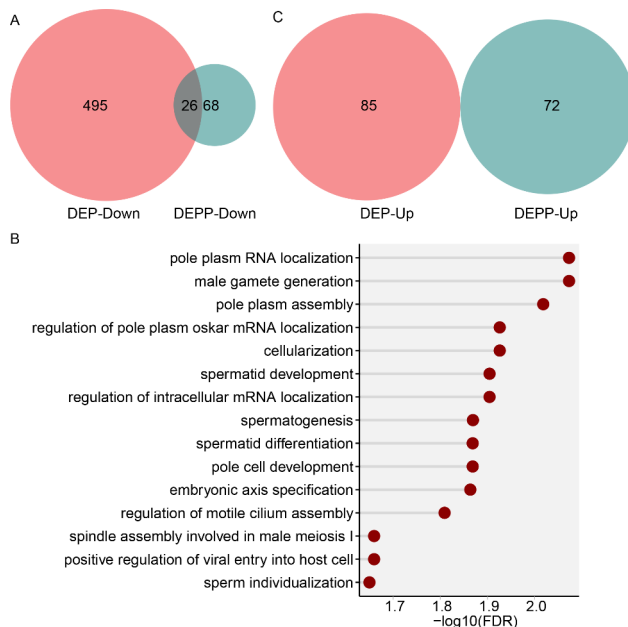 A
495
26
68
DEP-Down
DEPP-Down
C
85
72
DEP-Up
DEPP-Up
B
pole plasm RNA localization
male gamete generation
pole plasm assembly
regulation of pole plasm oskar mRNA localization
cellularization
spermatid development
regulation of intracellular mRNA localization
spermatogenesis
spermatid differentiation
pole cell development
embryonic axis specification
regulation of motile cilium assembly
spindle assembly involved in male meiosis I
positive regulation of viral entry into host cell
sperm individualization
1.7 1.8 1.9 2.0
−log10(FDR)